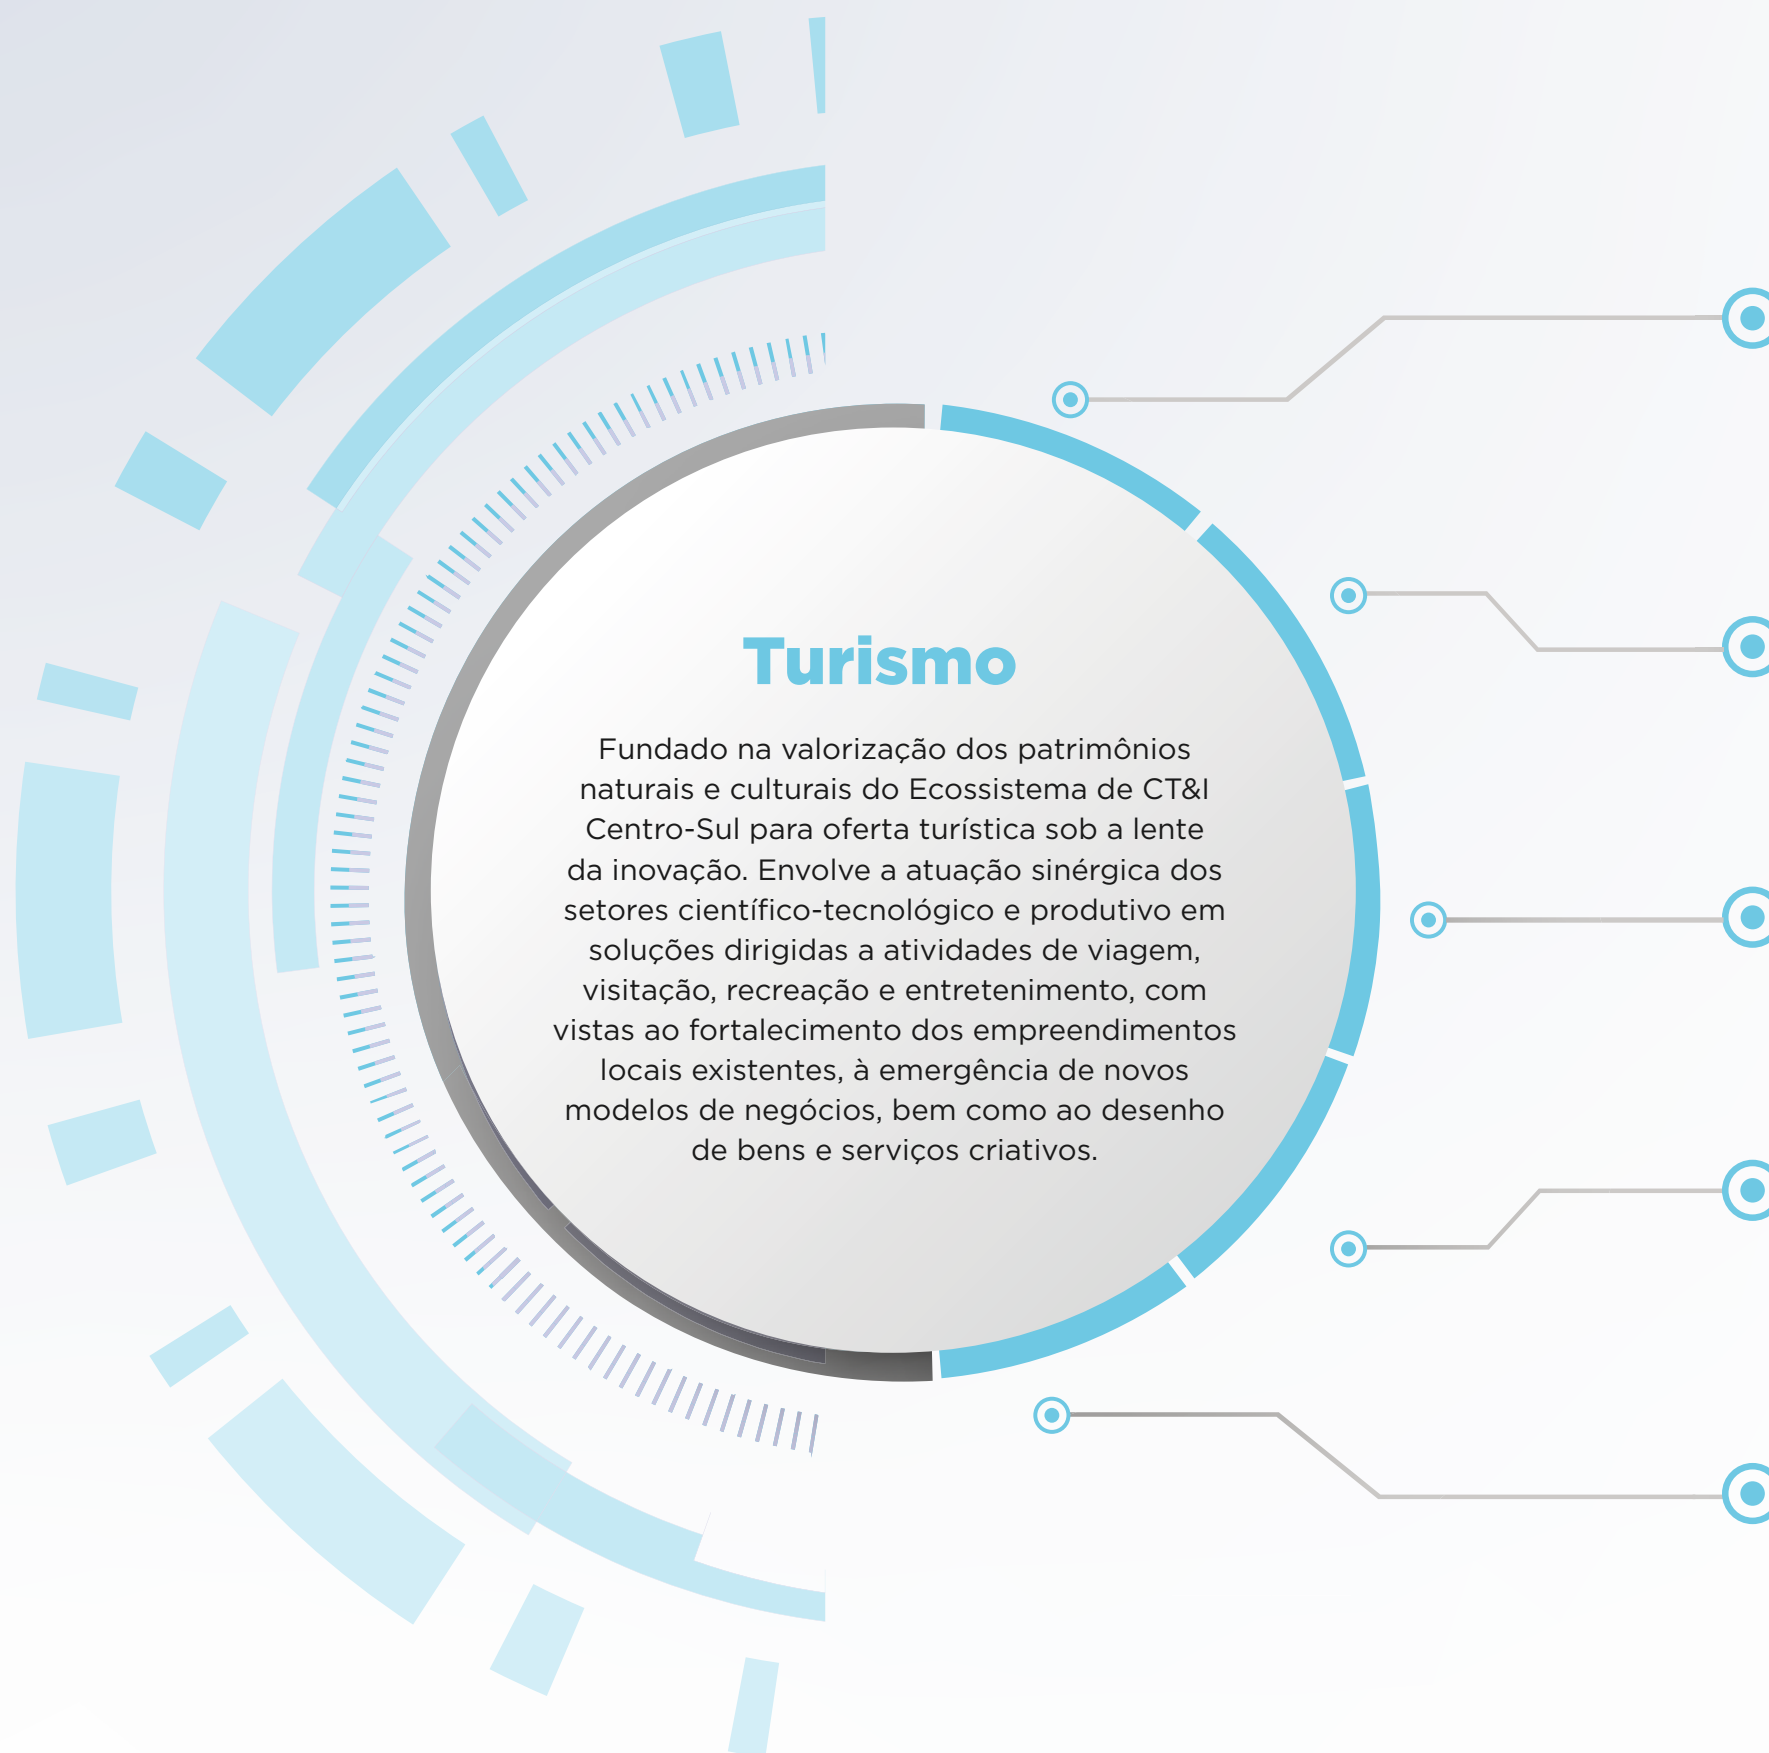 Turismo
Fundado na valorização dos patrimônios
naturais e culturais do Ecossistema de CT&I
Centro-Sul para oferta turística sob a lente
da inovação. Envolve a atuação sinérgica dos
setores científico-tecnológico e produtivo em
soluções dirigidas a atividades de viagem,
visitação, recreação e entretenimento, com
vistas ao fortalecimento dos empreendimentos
locais existentes, à emergência de novos
modelos de negócios, bem como ao desenho
de bens e serviços criativos.